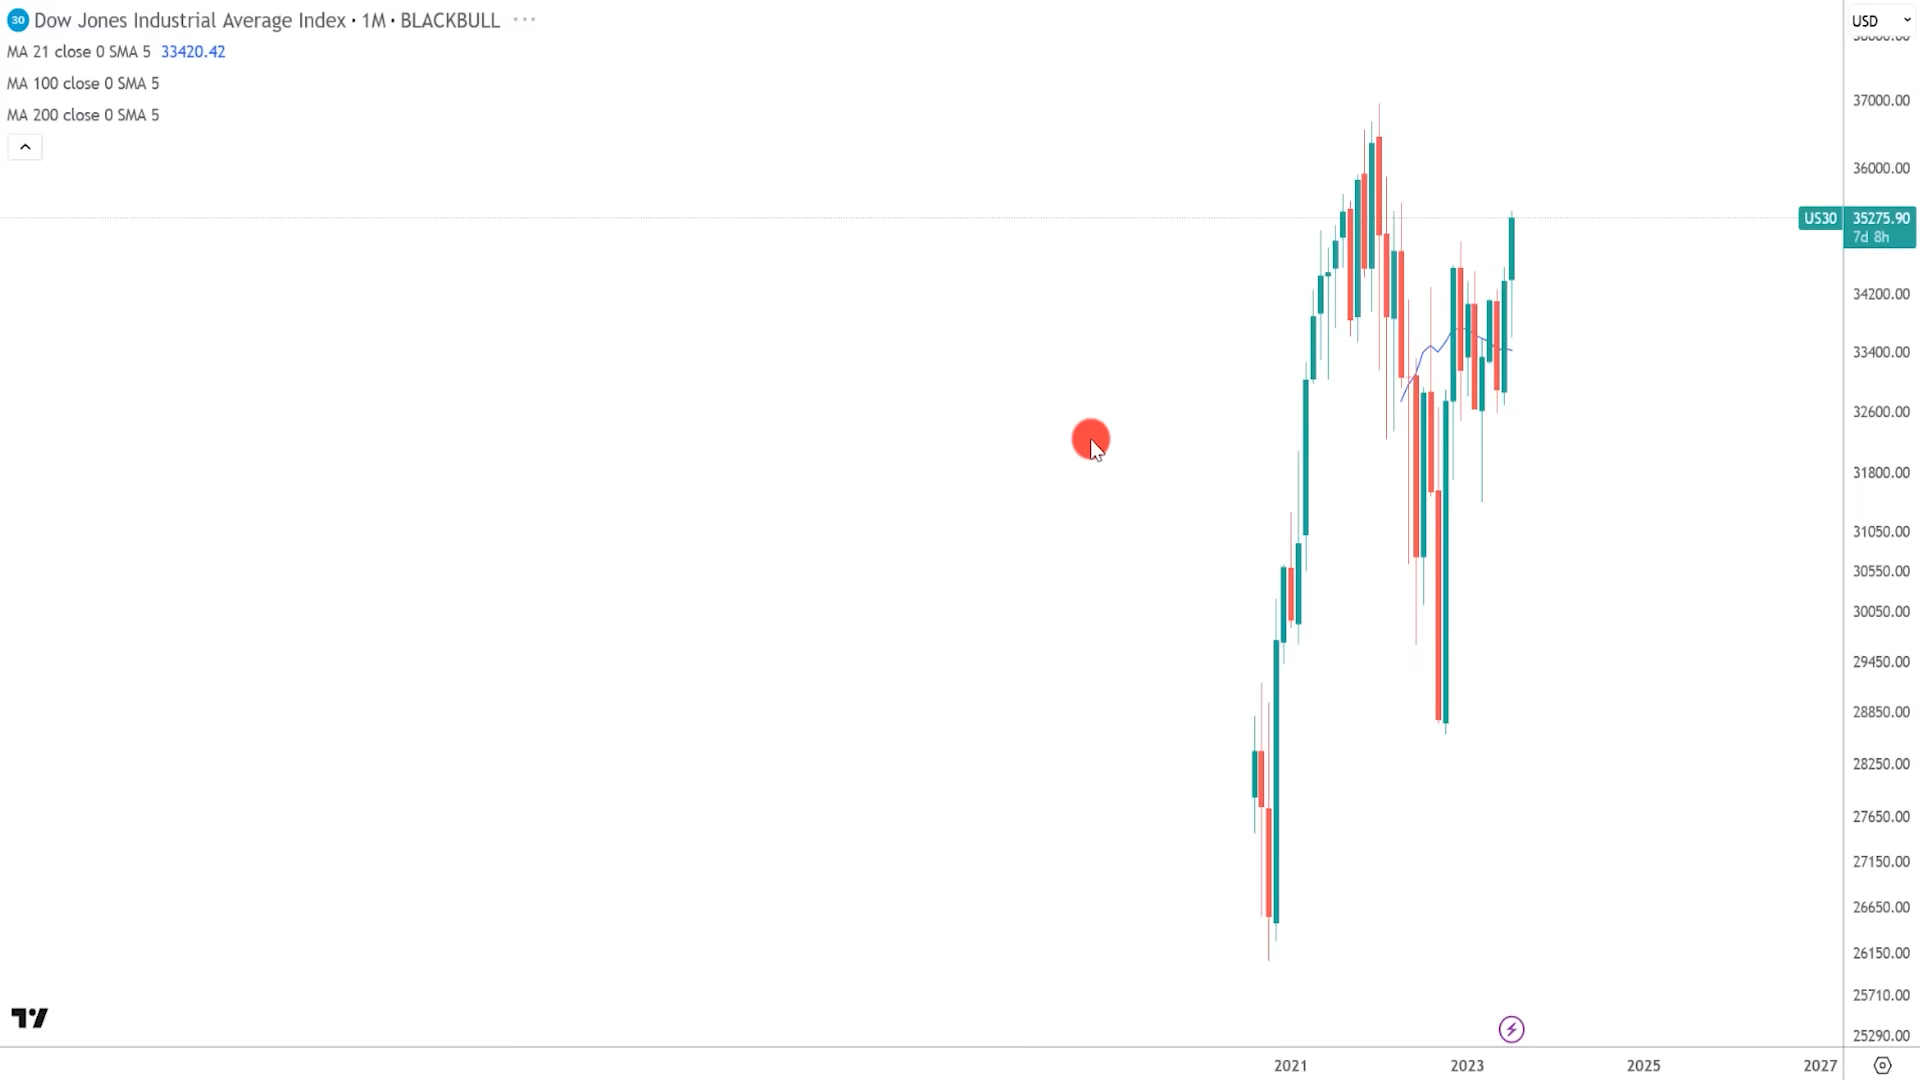 30 Dow Jones Industrial Average Index · 1M · BLACKBULL ···
MA 21 close 0 SMA 5 33420.42
MA 100 close 0 SMA 5
MA 200 close 0 SMA 5
USD
37000.00
36000.00
US30 35275.90
7d 8h
34200.00
33400.00
32600.00
31800.00
31050.00
30550.00
30050.00
29450.00
28850.00
28250.00
27650.00
27150.00
26650.00
26150.00
25710.00
25290.00
2021 2023 2025 2027